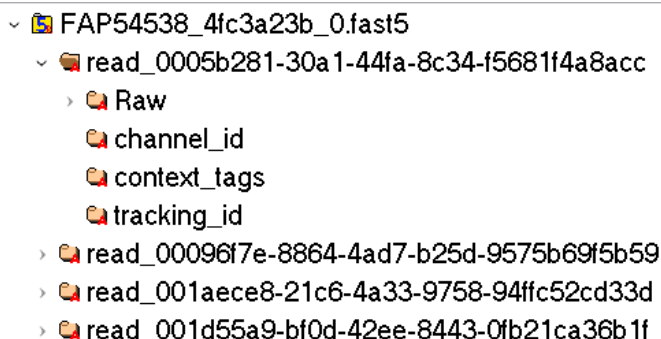 FAP54538_4fc3a23b_0.fast5
read_0005b281-30a1-44fa-8c34-f5681f4a8acc
Raw
channel_id
context_tags
tracking_id
read_00096f7e-8864-4ad7-b25d-9575b69f5b59
read_001aece8-21c6-4a33-9758-94ffc52cd33d
read_001d55a9-bf0d-42ee-8443-0fb21ca36b1f